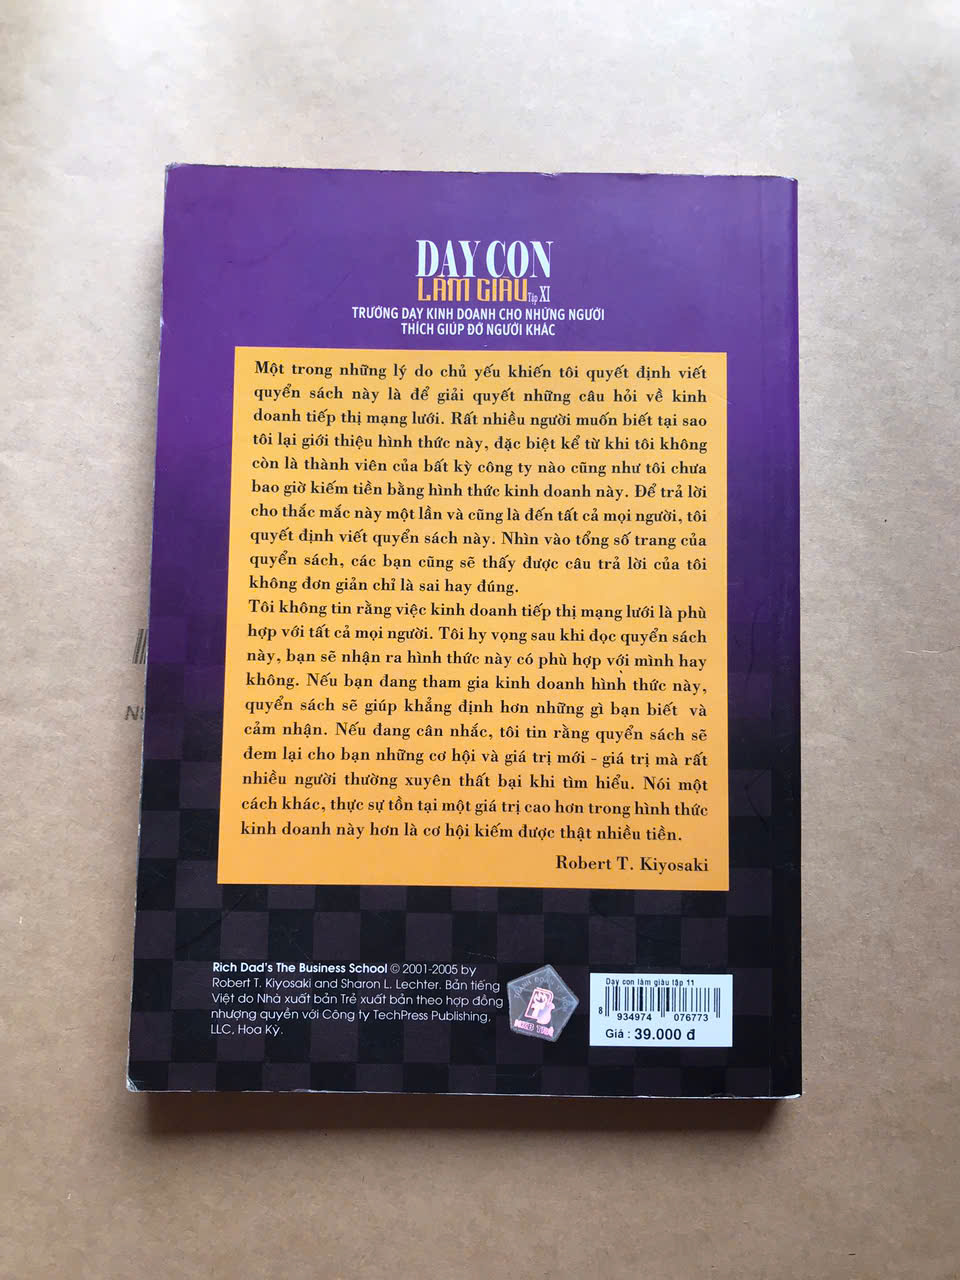 DẠY CON
LÀM GIÀU Tập XI
TRƯỜNG DẠY KINH DOANH CHO NHỮNG NGƯỜI
THÍCH GIÚP ĐỠ NGƯỜI KHÁC
Một trong những lý do chủ yếu khiến tôi quyết định viết
quyển sách này là để giải quyết những câu hỏi về kinh
doanh tiếp thị mạng lưới. Rất nhiều người muốn biết tại sao
tôi lại giới thiệu hình thức này, đặc biệt kể từ khi tôi không
còn là thành viên của bất kỳ công ty nào cũng như tôi chưa
bao giờ kiếm tiền bằng hình thức kinh doanh này. Để trả lời
cho thắc mắc này một lần và cũng là đến tất cả mọi người, tôi
quyết định viết quyển sách này. Nhìn vào tổng số trang của
quyển sách, các bạn cũng sẽ thấy được câu trả lời của tôi
không đơn giản chỉ là sai hay đúng.
Tôi không tin rằng việc kinh doanh tiếp thị mạng lưới là phù
hợp với tất cả mọi người. Tôi hy vọng sau khi đọc quyển sách
này, bạn sẽ nhận ra hình thức này có phù hợp với mình hay
không. Nếu bạn đang tham gia kinh doanh hình thức này,
quyển sách sẽ giúp khẳng định hơn những gì bạn biết và
cảm nhận. Nếu đang cân nhắc, tôi tin rằng quyển sách sẽ
đem lại cho bạn những cơ hội và giá trị mới - giá trị mà rất
nhiều người thường xuyên thất bại khi tìm hiểu. Nói một
cách khác, thực sự tồn tại một giá trị cao hơn trong hình thức
kinh doanh này hơn là cơ hội kiếm được thật nhiều tiền.
Robert T. Kiyosaki
Rich Dad's The Business School © 2001-2005 by
Robert T. Kiyosaki and Sharon L. Lechter. Bản tiếng
Việt do Nhà xuất bản Trẻ xuất bản theo hợp đồng
nhượng quyền với Công ty TechPress Publishing,
LLC, Hoa Kỳ.
Dạy con làm giàu tập 11
8 934974 076773
Giá : 39.000 đ